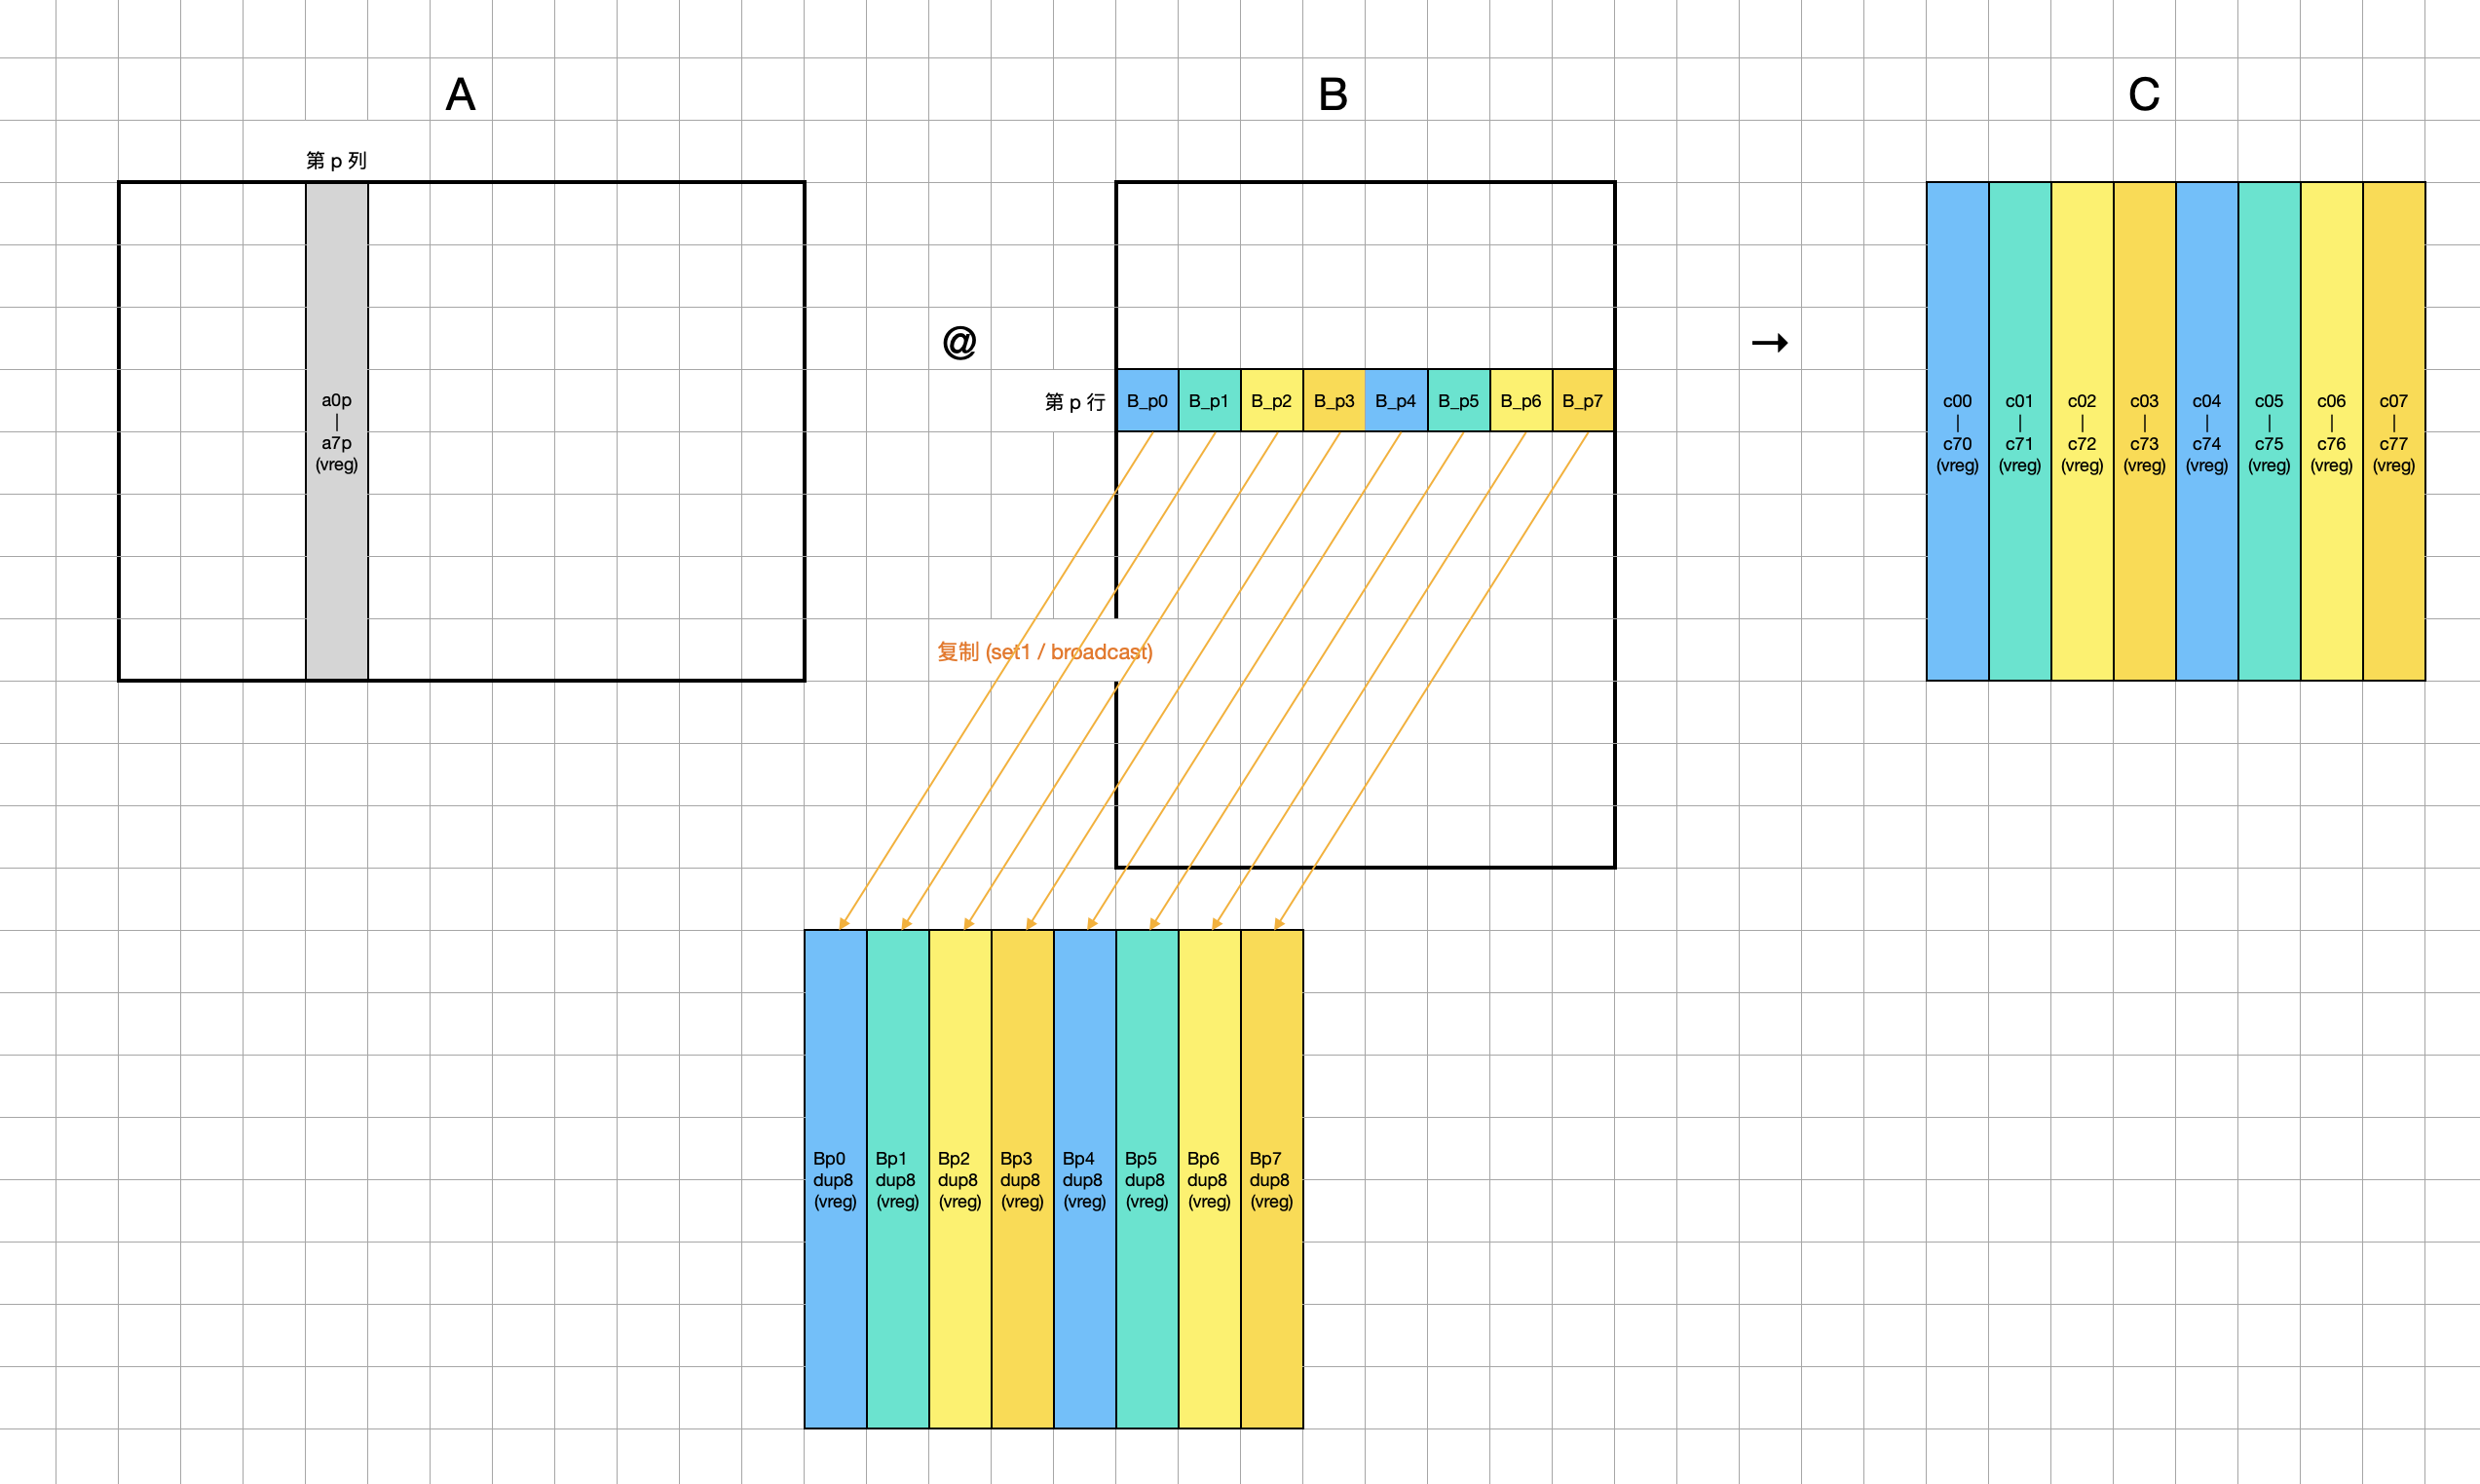 A
B
C
第 p 列
@
→
第 p 行
B_p0
B_p1
B_p2
B_p3
B_p4
B_p5
B_p6
B_p7
a0p
|
a7p
(vreg)
c00
|
c70
(vreg)
c01
|
c71
(vreg)
c02
|
c72
(vreg)
c03
|
c73
(vreg)
c04
|
c74
(vreg)
c05
|
c75
(vreg)
c06
|
c76
(vreg)
c07
|
c77
(vreg)
复制 (set1 / broadcast)
Bp0
dup8
(vreg)
Bp1
dup8
(vreg)
Bp2
dup8
(vreg)
Bp3
dup8
(vreg)
Bp4
dup8
(vreg)
Bp5
dup8
(vreg)
Bp6
dup8
(vreg)
Bp7
dup8
(vreg)